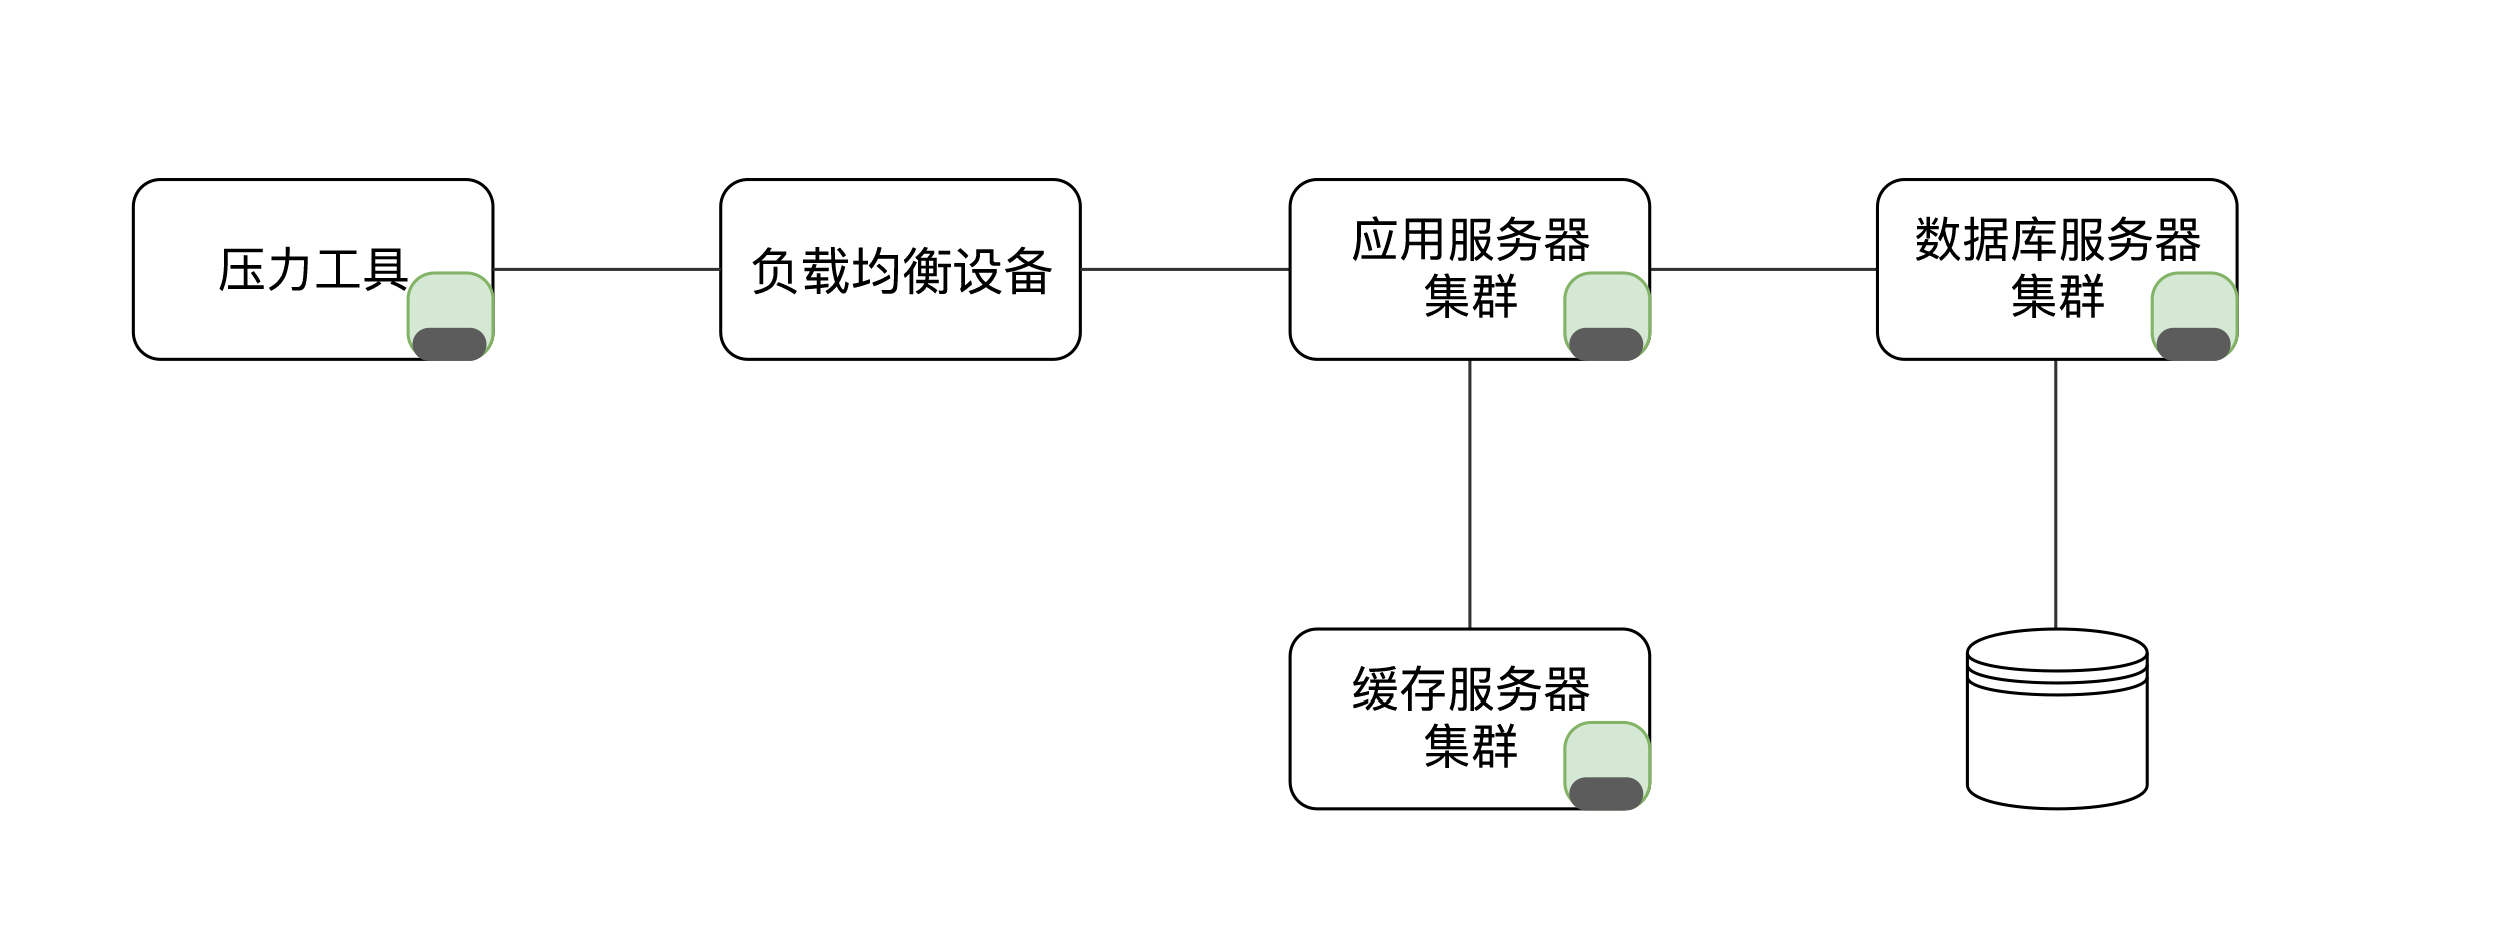 压力工具
负载均衡设备
应用服务器
集群
数据库服务器
集群
缓存服务器
集群